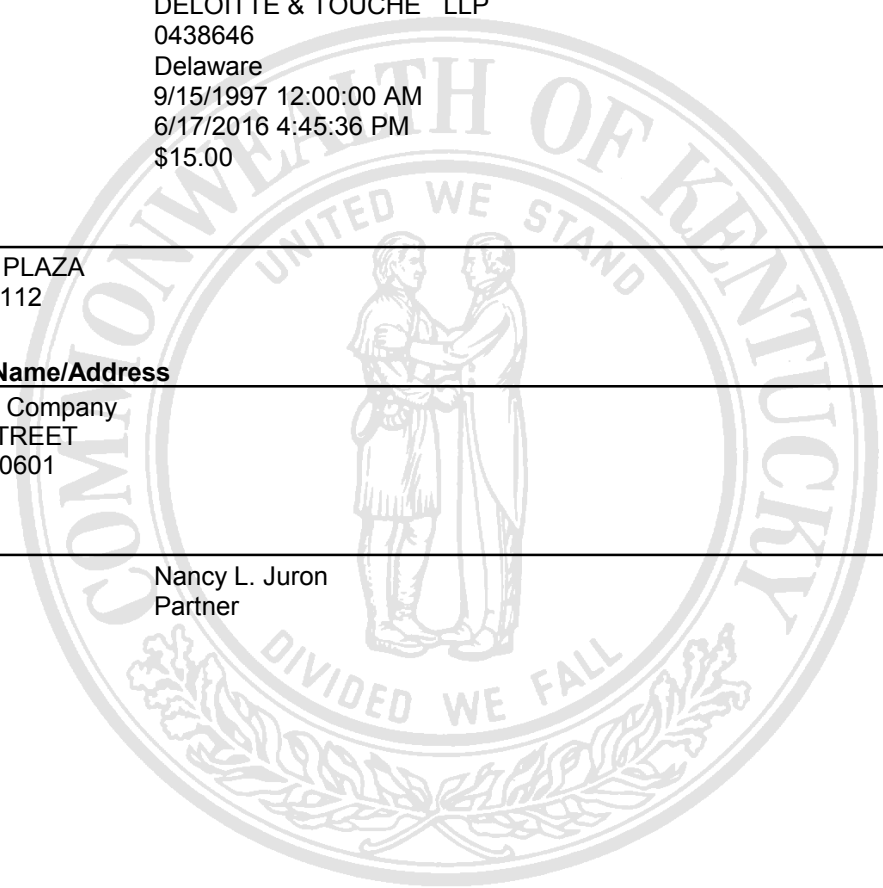 DELOITTE & TOUCHE LLP
0438646
Delaware
9/15/1997 12:00:00 AM
6/17/2016 4:45:36 PM
$15.00
PLAZA
112
Name/Address
Company
TREET
0601
Nancy L. Juron
Partner
COMMONWEALTH OF KENTUCKY
UNITED WE STAND
DIVIDED WE FALL